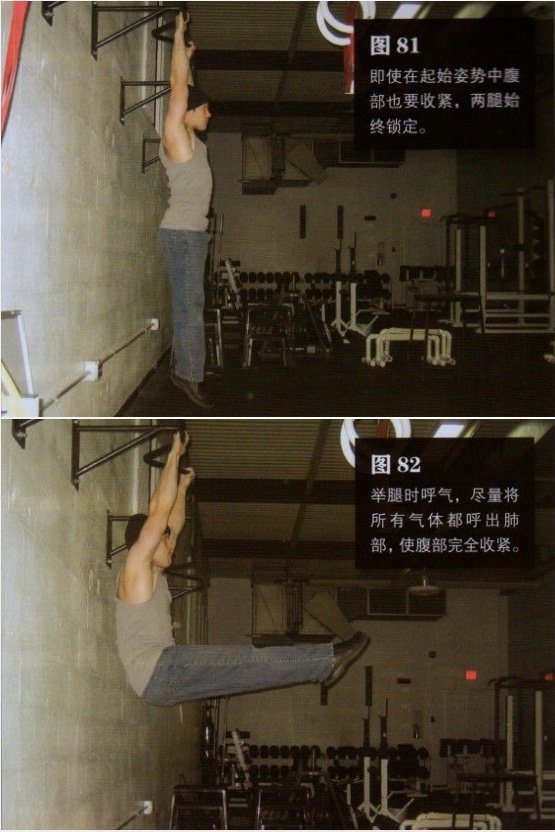 图 81
即使在起始姿势中腹
部也要收紧，两腿始
终锁定。
图 82
举腿时呼气，尽量将
所有气体都呼出肺
部，使腹部完全收紧。